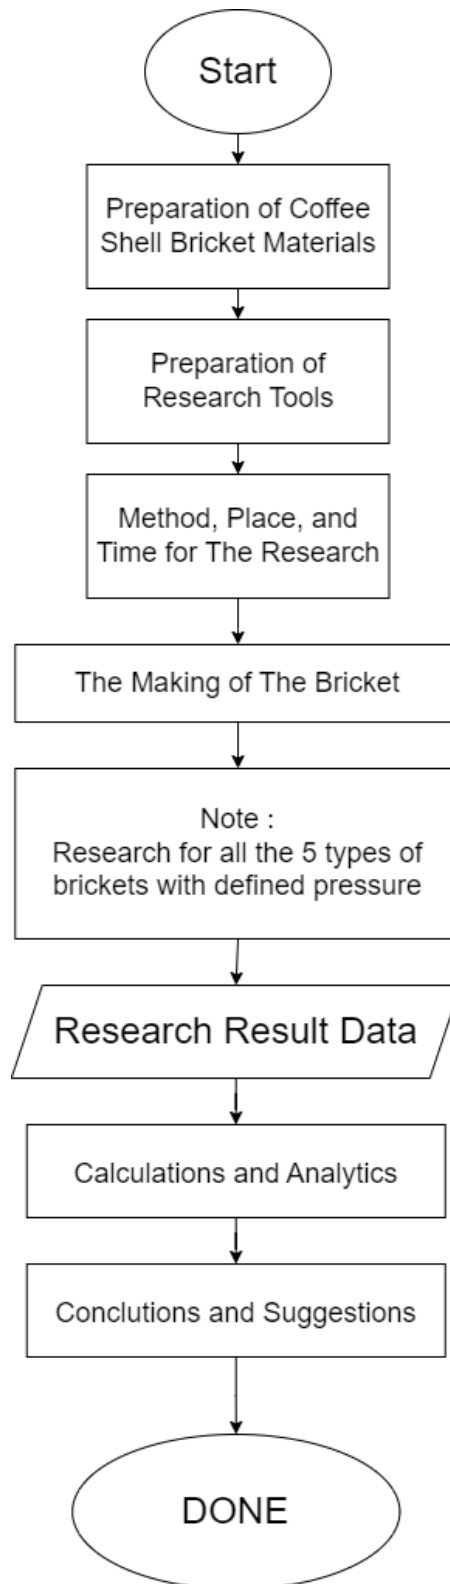 Start
Preparation of Coffee
Shell Bricket Materials
Preparation of
Research Tools
Method, Place, and
Time for The Research
The Making of The Bricket
Note :
Research for all the 5 types of
brickets with defined pressure
Research Result Data
Calculations and Analytics
Conclutions and Suggestions
DONE